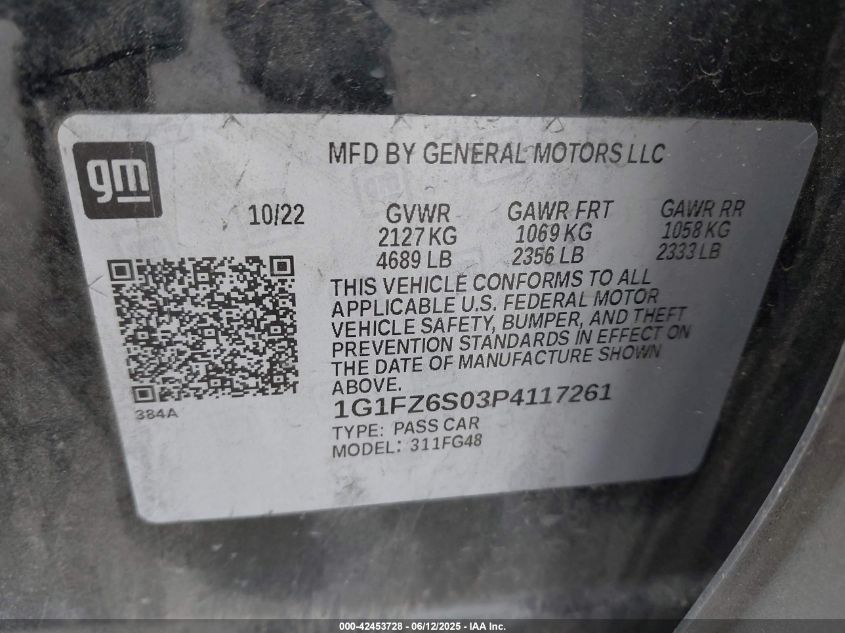 gm
MFD BY GENERAL MOTORS LLC
10/22
GVWR GAWR FRT GAWR RR
2127 KG 1069 KG 1058 KG
4689 LB 2356 LB 2333 LB
THIS VEHICLE CONFORMS TO ALL
APPLICABLE U.S. FEDERAL MOTOR
VEHICLE SAFETY, BUMPER, AND THEFT
PREVENTION STANDARDS IN EFFECT ON
THE DATE OF MANUFACTURE SHOWN
ABOVE.
384A
1G1FZ6S03P4117261
TYPE: PASS CAR
MODEL: 311FG48
000-42453728 - 06/12/2025 - IAA Inc.